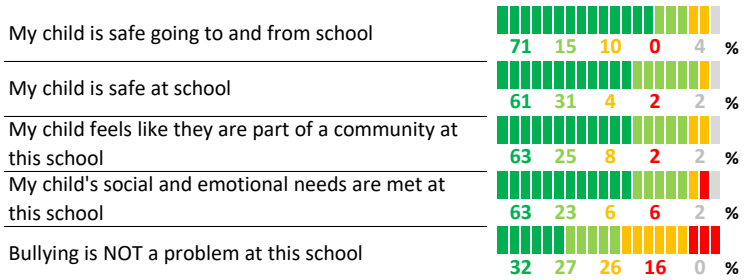 My child is safe going to and from school
71 15 10 0 4 %
My child is safe at school
61 31 4 2 2 %
My child feels like they are part of a community at
this school
63 25 8 2 2 %
My child's social and emotional needs are met at
this school
63 23 6 6 2 %
Bullying is NOT a problem at this school
32 27 26 16 0 %